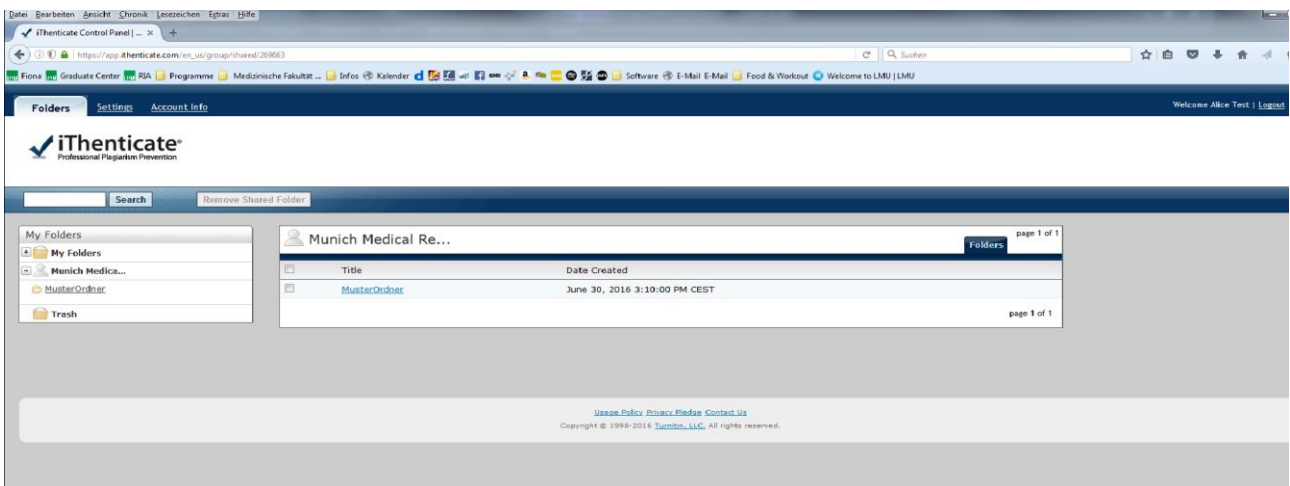 Datei Bearbeiten Ansicht Chronik Lesezeichen Extras Hilfe
iThenticate Control Panel | ... × +
https://app.ithenticate.com/en_us/group/shared/269663 Suchen
Fiona Graduate Center RIA Programme Medizinische Fakultät ... Infos Kalender Software E-Mail E-Mail Food & Workout Welcome to LMU | LMU
Folders Settings Account Info Welcome Alice Test | Logout
iThenticate®
Professional Plagiarism Prevention
Search Remove Shared Folder
My Folders
My Folders
Munich Medica...
MusterOrdner
Trash
Munich Medical Re... page 1 of 1
Folders
Title Date Created
MusterOrdner June 30, 2016 3:10:00 PM CEST
page 1 of 1
Usage Policy Privacy Pledge Contact Us
Copyright © 1998-2016 Turnitin, LLC. All rights reserved.